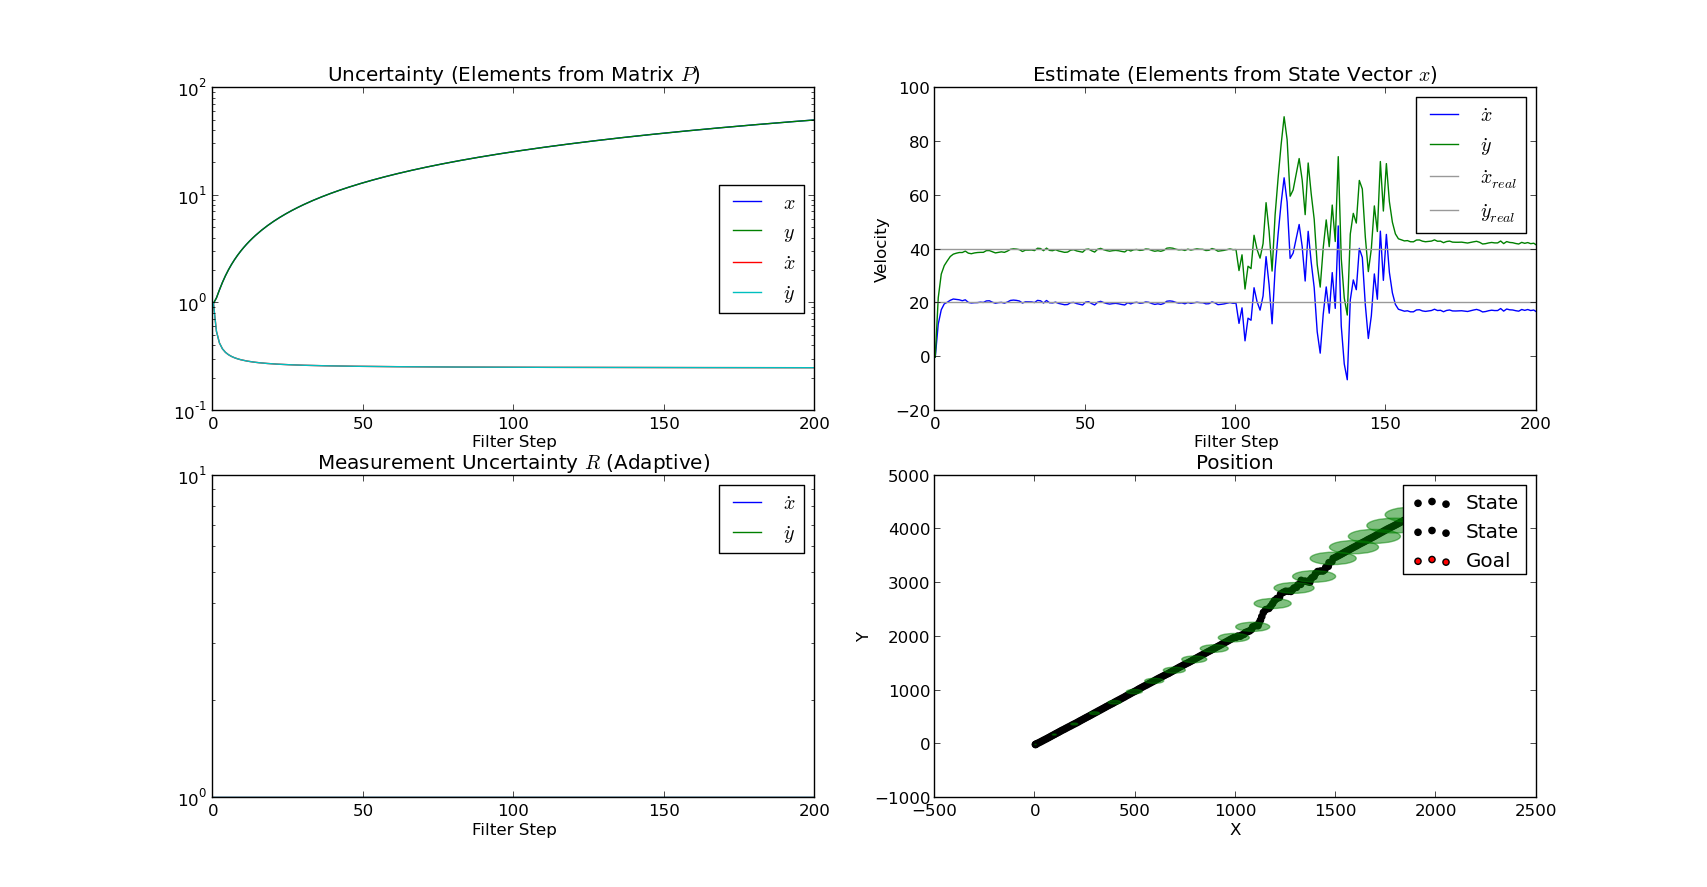 Uncertainty (Elements from Matrix P)
10^2
10^1
10^0
10^-1
x
y
ẋ
ẏ
0 50 100 150 200
Filter Step
Estimate (Elements from State Vector x)
Velocity
100
80
60
40
20
0
−20
ẋ
ẏ
ẋ_real
ẏ_real
0 50 100 150 200
Filter Step
Measurement Uncertainty R (Adaptive)
10^1
10^0
ẋ
ẏ
0 50 100 150 200
Filter Step
Position
Y
5000
4000
3000
2000
1000
0
−1000
State
State
Goal
−500 0 500 1000 1500 2000 2500
X